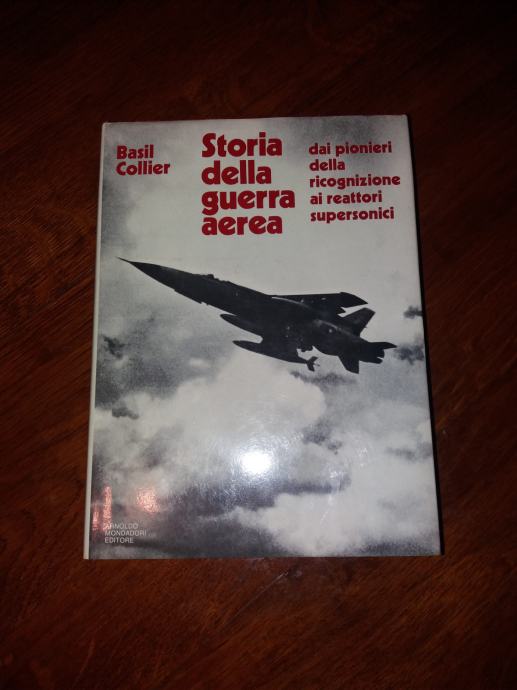 Basil
Collier
Storia
della
guerra
aerea
dai pionieri
della
ricognizione
ai reattori
supersonici
ARNOLDO
MONDADORI
EDITORE